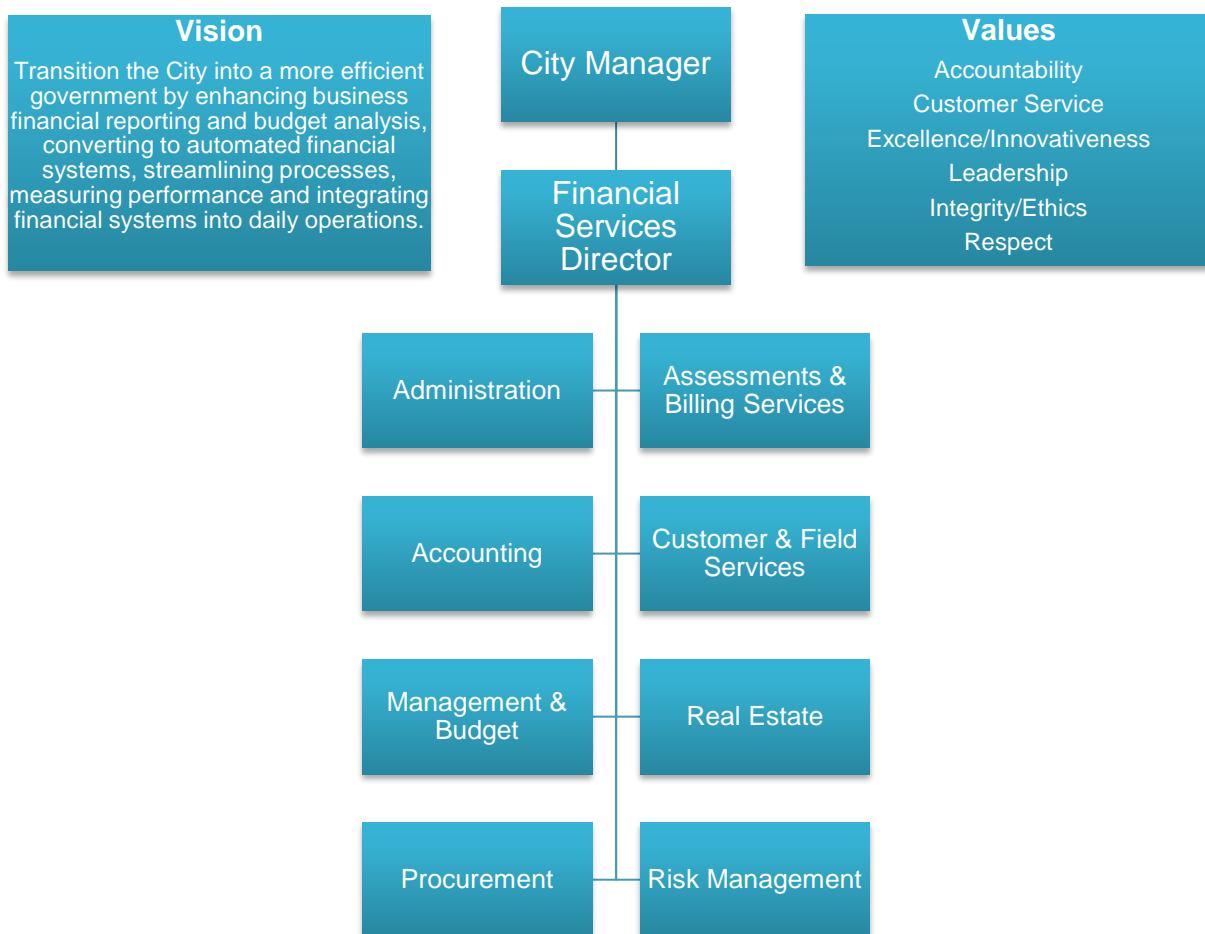 Vision
Transition the City into a more efficient
government by enhancing business
financial reporting and budget analysis,
converting to automated financial
systems, streamlining processes,
measuring performance and integrating
financial systems into daily operations.
City Manager
Values
Accountability
Customer Service
Excellence/Innovativeness
Leadership
Integrity/Ethics
Respect
Financial
Services
Director
Administration
Assessments &
Billing Services
Accounting
Customer & Field
Services
Management &
Budget
Real Estate
Procurement
Risk Management